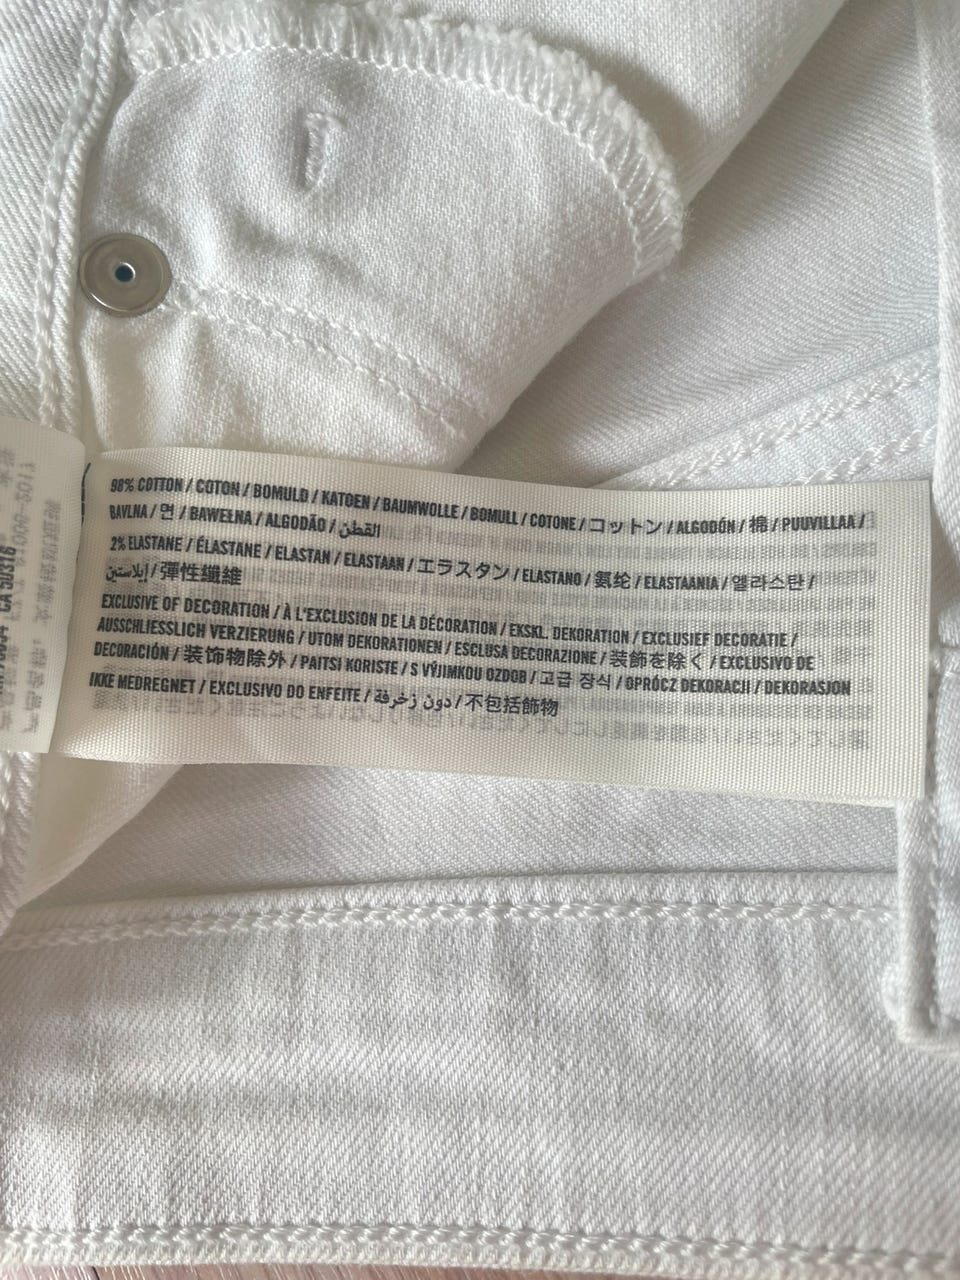 98% COTTON / COTON / BOMULD / KATOEN / BAUMWOLLE / BOMULL / COTONE / コットン / ALGODÓN / 棉 / PUUVILLAA /
BAVLNA / 면 / BAWEŁNA / ALGODÃO / القطن
2% ELASTANE / ÉLASTANE / ELASTAN / ELASTAAN / エラスタン / ELASTANO / 氨纶 / ELASTAANIA / 엘라스탄 /
إيلاستين / 彈性纖維
EXCLUSIVE OF DECORATION / À L'EXCLUSION DE LA DÉCORATION / EKSKL. DEKORATION / EXCLUSIEF DECORATIE /
AUSSCHLIESSLICH VERZIERUNG / UTOM DEKORATIONEN / ESCLUSA DECORAZIONE / 装飾を除く / EXCLUSIVO DE
DECORACIÓN / 装饰物除外 / PAITSI KORISTE / S VÝJIMKOU OZDOB / 고급 장식 / OPRÓCZ DEKORACJI / DEKORASJON
IKKE MEDREGNET / EXCLUSIVO DO ENFEITE / دون زخرفة / 不包括飾物
CA 50316